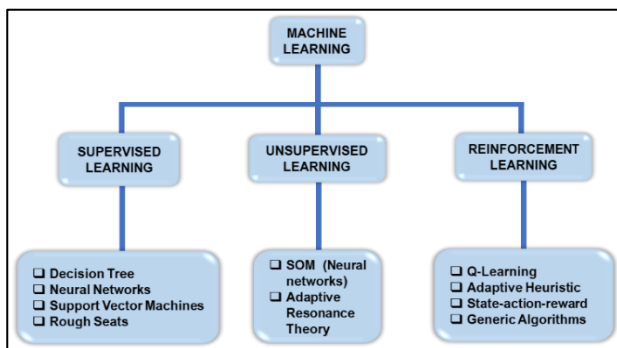 MACHINE
LEARNING
SUPERVISED
LEARNING
UNSUPERVISED
LEARNING
REINFORCEMENT
LEARNING
❑ Decision Tree
❑ Neural Networks
❑ Support Vector Machines
❑ Rough Seats
❑ SOM (Neural
networks)
❑ Adaptive
Resonance
Theory
❑ Q-Learning
❑ Adaptive Heuristic
❑ State-action-reward
❑ Generic Algorithms